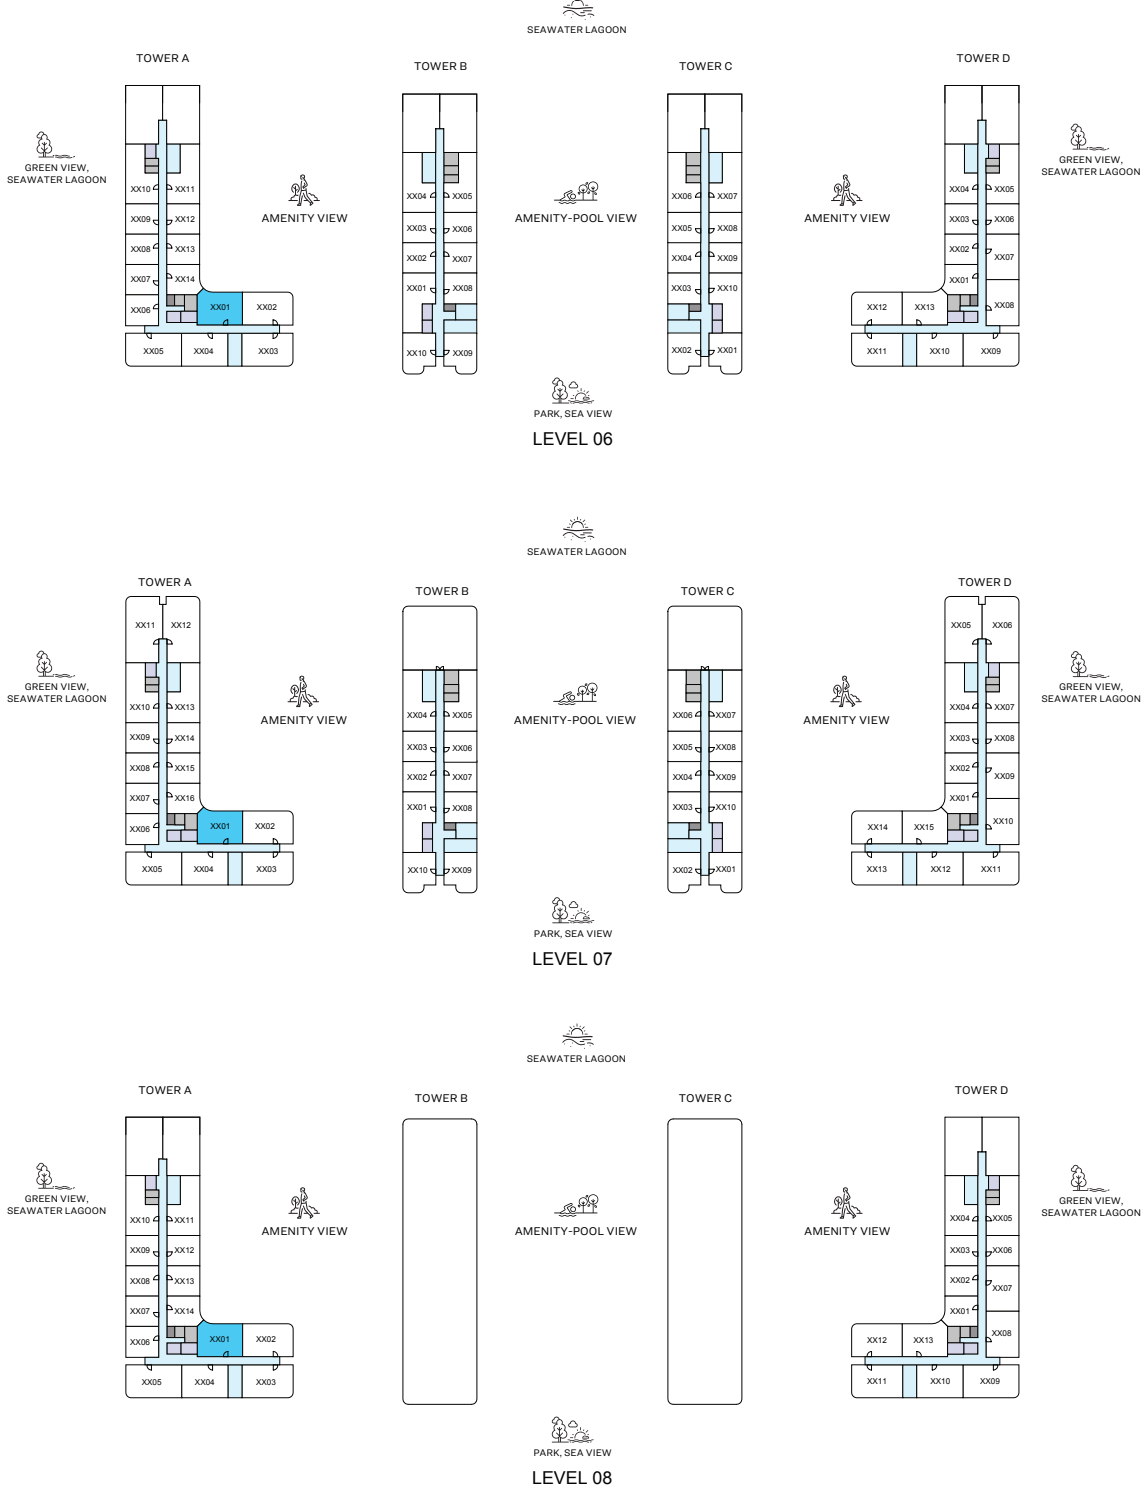 SEAWATER LAGOON
TOWER A
TOWER B
TOWER C
TOWER D
GREEN VIEW,
SEAWATER LAGOON
AMENITY VIEW
AMENITY-POOL VIEW
AMENITY VIEW
GREEN VIEW,
SEAWATER LAGOON
XX10 XX11
XX09 XX12
XX08 XX13
XX07 XX14
XX06 XX01 XX02
XX05 XX04 XX03
XX04 XX05
XX03 XX06
XX02 XX07
XX01 XX08
XX10 XX09
XX06 XX07
XX05 XX08
XX04 XX09
XX03 XX10
XX02 XX01
XX04 XX05
XX03 XX06
XX02 XX07
XX01
XX12 XX13 XX08
XX11 XX10 XX09
PARK, SEA VIEW
LEVEL 06
SEAWATER LAGOON
TOWER A
TOWER B
TOWER C
TOWER D
GREEN VIEW,
SEAWATER LAGOON
AMENITY VIEW
AMENITY-POOL VIEW
AMENITY VIEW
GREEN VIEW,
SEAWATER LAGOON
XX11 XX12
XX10 XX13
XX09 XX14
XX08 XX15
XX07 XX16
XX06 XX01 XX02
XX05 XX04 XX03
XX04 XX05
XX03 XX06
XX02 XX07
XX01 XX08
XX10 XX09
XX06 XX07
XX05 XX08
XX04 XX09
XX03 XX10
XX02 XX01
XX05 XX06
XX04 XX07
XX03 XX08
XX02 XX09
XX01
XX14 XX15 XX10
XX13 XX12 XX11
PARK, SEA VIEW
LEVEL 07
SEAWATER LAGOON
TOWER A
TOWER B
TOWER C
TOWER D
GREEN VIEW,
SEAWATER LAGOON
AMENITY VIEW
AMENITY-POOL VIEW
AMENITY VIEW
GREEN VIEW,
SEAWATER LAGOON
XX10 XX11
XX09 XX12
XX08 XX13
XX07 XX14
XX06 XX01 XX02
XX05 XX04 XX03
XX04 XX05
XX03 XX06
XX02 XX07
XX01
XX12 XX13 XX08
XX11 XX10 XX09
PARK, SEA VIEW
LEVEL 08